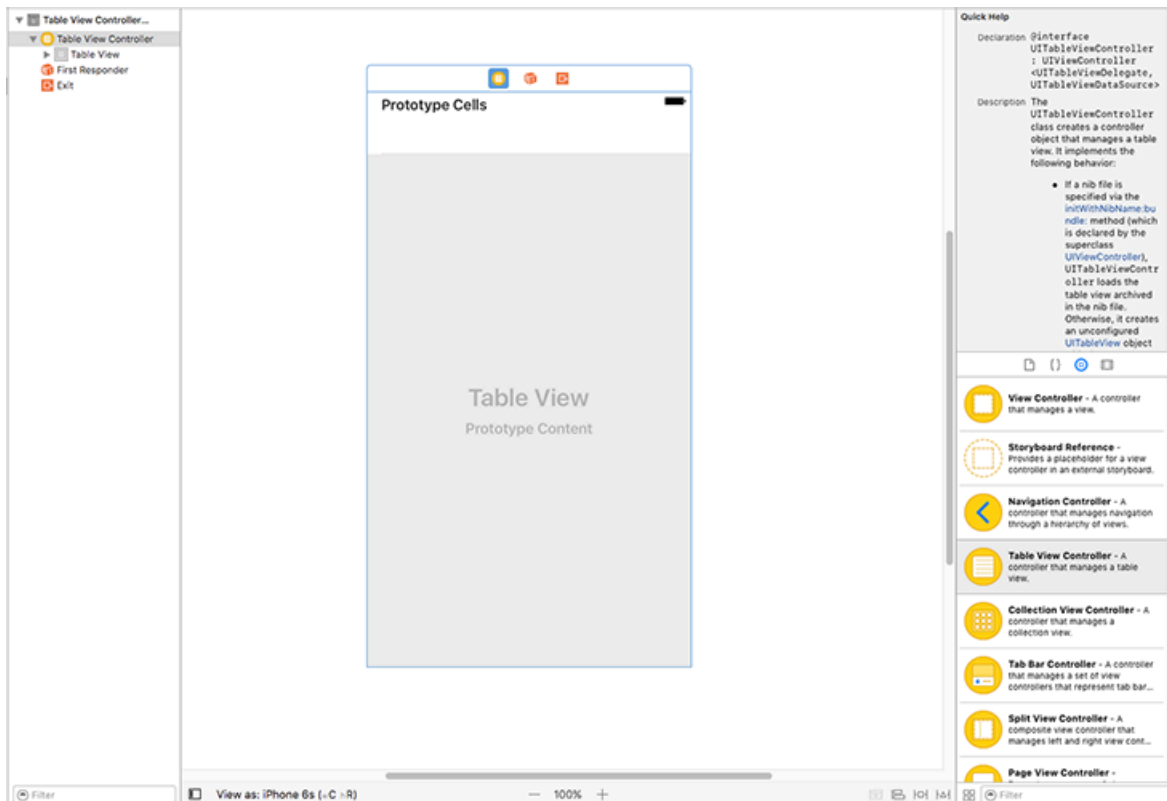 Table View Controller...
Table View Controller
Table View
First Responder
Exit
Filter
Prototype Cells
Table View
Prototype Content
View as: iPhone 6s (wC hR)
100%
Quick Help
Declaration @interface
UITableViewController
: UIViewController
<UITableViewDelegate,
UITableViewDataSource>
Description The
UITableViewController
class creates a controller
object that manages a table
view. It implements the
following behavior:
• If a nib file is
specified via the
initWithNibName:bu
ndle: method (which
is declared by the
superclass
UIViewController),
UITableViewContr
oller loads the
table view archived
in the nib file.
Otherwise, it creates
an unconfigured
UITableView object
View Controller - A controller
that manages a view.
Storyboard Reference -
Provides a placeholder for a view
controller in an external storyboard.
Navigation Controller - A
controller that manages navigation
through a hierarchy of views.
Table View Controller - A
controller that manages a table
view.
Collection View Controller - A
controller that manages a
collection view.
Tab Bar Controller - A controller
that manages a set of view
controllers that represent tab bar...
Split View Controller - A
composite view controller that
manages left and right view cont...
Page View Controller -
Filter